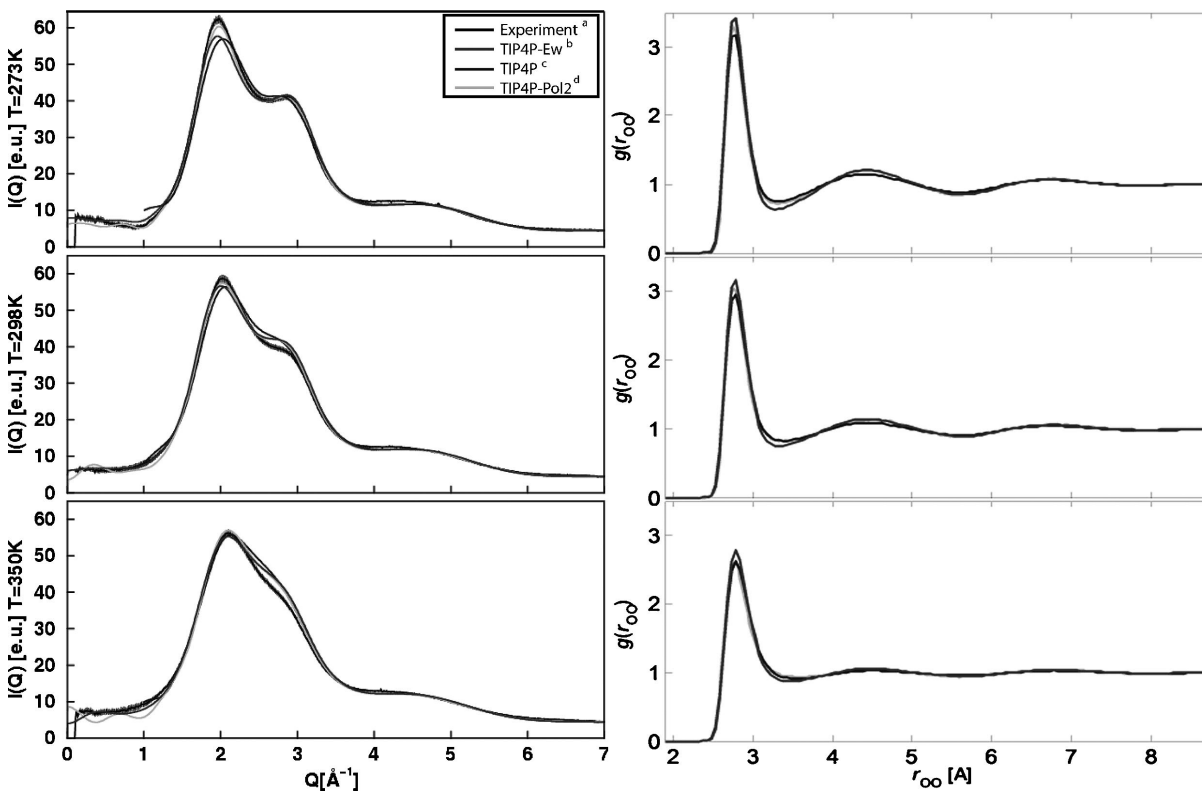 I(Q) [e.u.] T=273K
60
50
40
30
20
10
0
Experiment a
TIP4P-Ew b
TIP4P c
TIP4P-Pol2 d
g(rOO)
3
2
1
0
I(Q) [e.u.] T=298K
60
50
40
30
20
10
0
g(rOO)
3
2
1
0
I(Q) [e.u.] T=350K
60
50
40
30
20
10
0
0 1 2 3 4 5 6 7
Q[Å⁻¹]
g(rOO)
3
2
1
0
2 3 4 5 6 7 8
rOO [A]